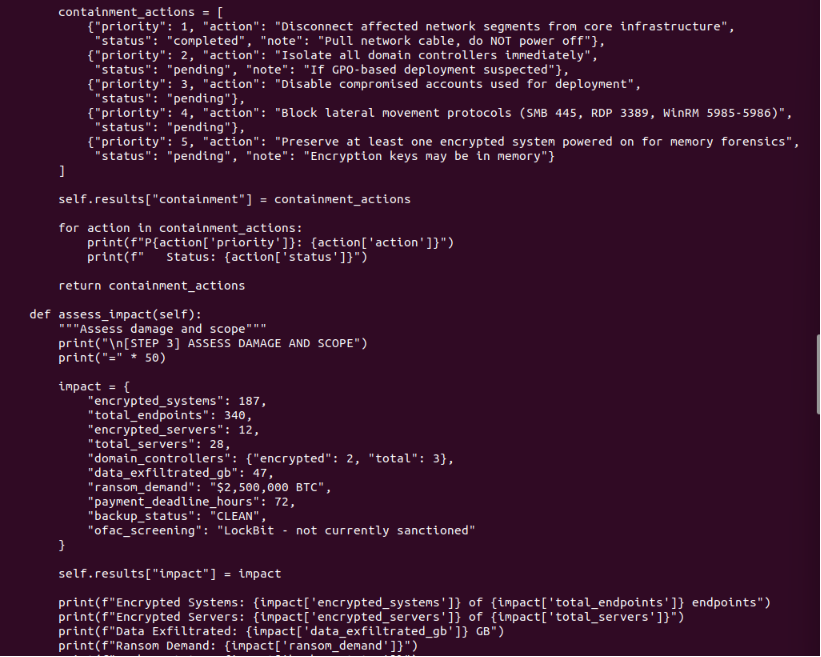 containment_actions = [
{"priority": 1, "action": "Disconnect affected network segments from core infrastructure",
"status": "completed", "note": "Pull network cable, do NOT power off"},
{"priority": 2, "action": "Isolate all domain controllers immediately",
"status": "pending", "note": "If GPO-based deployment suspected"},
{"priority": 3, "action": "Disable compromised accounts used for deployment",
"status": "pending"},
{"priority": 4, "action": "Block lateral movement protocols (SMB 445, RDP 3389, WinRM 5985-5986)",
"status": "pending"},
{"priority": 5, "action": "Preserve at least one encrypted system powered on for memory forensics",
"status": "pending", "note": "Encryption keys may be in memory"}
]
self.results["containment"] = containment_actions
for action in containment_actions:
print(f"P{action['priority']}: {action['action']}")
print(f"   Status: {action['status']}")
return containment_actions
def assess_impact(self):
"""Assess damage and scope"""
print("\n[STEP 3] ASSESS DAMAGE AND SCOPE")
print("=" * 50)
impact = {
"encrypted_systems": 187,
"total_endpoints": 340,
"encrypted_servers": 12,
"total_servers": 28,
"domain_controllers": {"encrypted": 2, "total": 3},
"data_exfiltrated_gb": 47,
"ransom_demand": "$2,500,000 BTC",
"payment_deadline_hours": 72,
"backup_status": "CLEAN",
"ofac_screening": "LockBit - not currently sanctioned"
}
self.results["impact"] = impact
print(f"Encrypted Systems: {impact['encrypted_systems']} of {impact['total_endpoints']} endpoints")
print(f"Encrypted Servers: {impact['encrypted_servers']} of {impact['total_servers']}")
print(f"Data Exfiltrated: {impact['data_exfiltrated_gb']} GB")
print(f"Ransom Demand: {impact['ransom_demand']}")